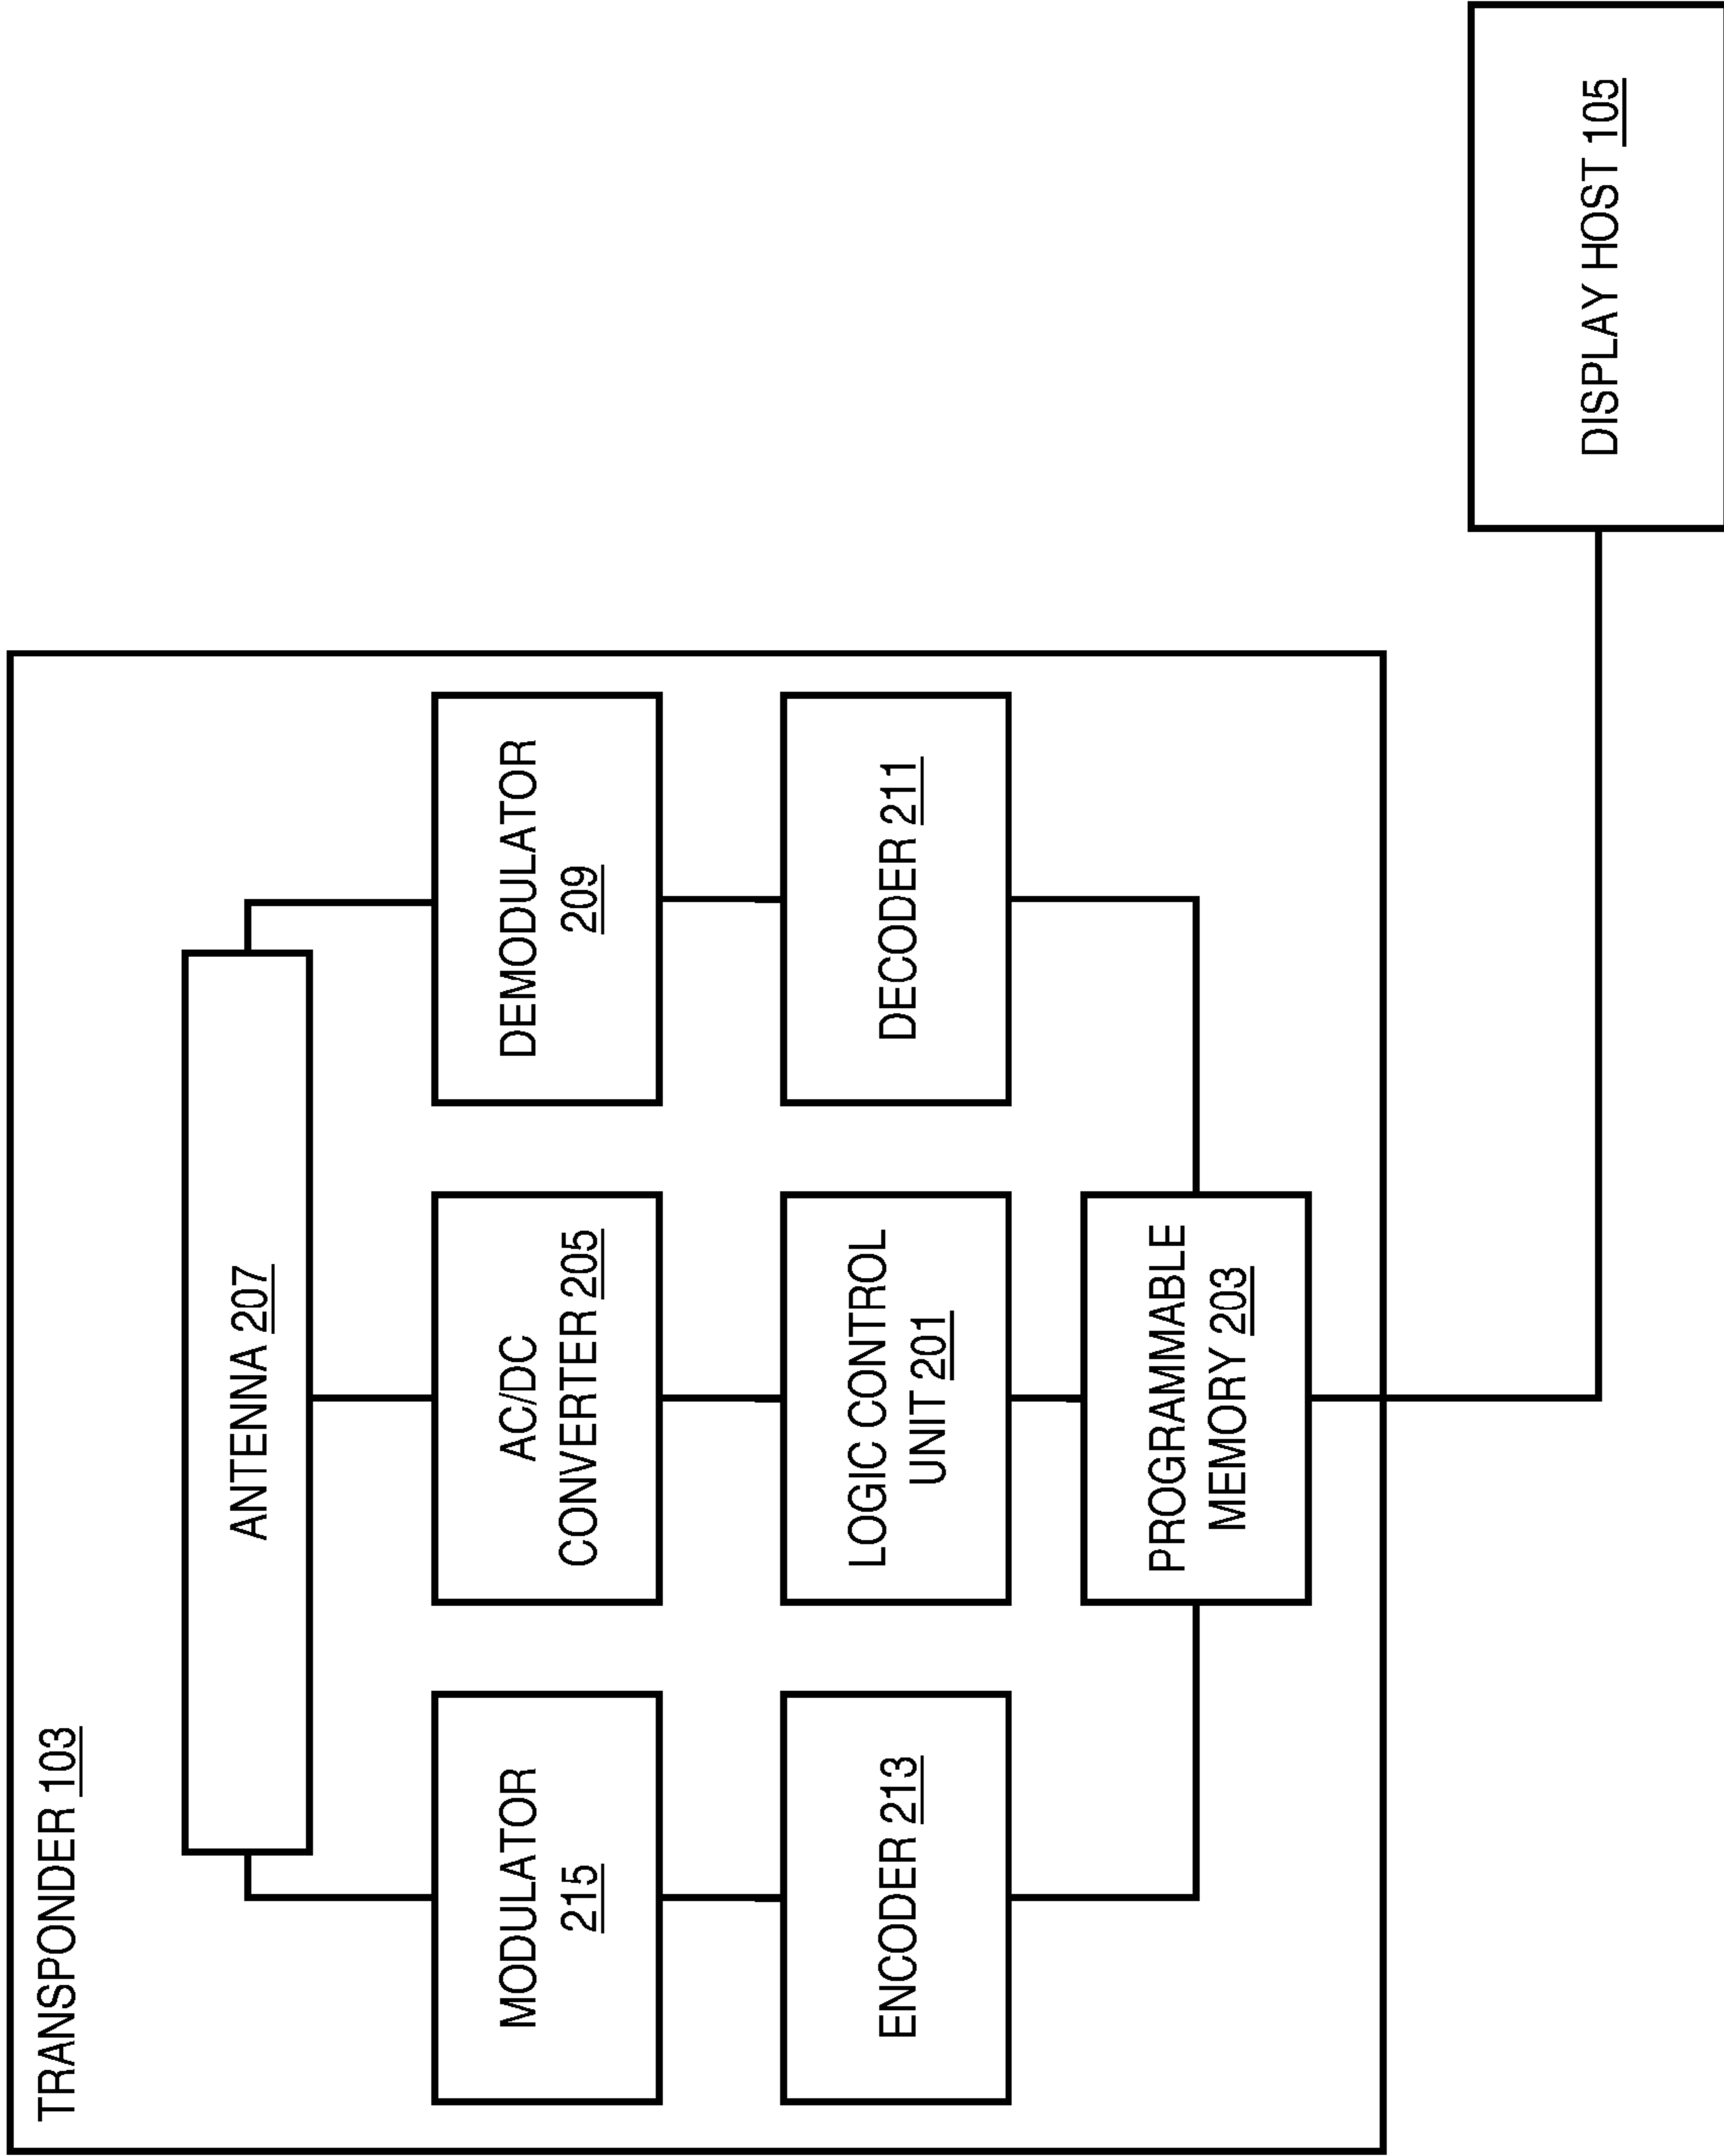 TRANSPONDER 103
ANTENNA 207
MODULATOR
215
AC/DC
CONVERTER 205
DEMODULATOR
209
ENCODER 213
LOGIC CONTROL
UNIT 201
DECODER 211
PROGRAMMABLE
MEMORY 203
DISPLAY HOST 105